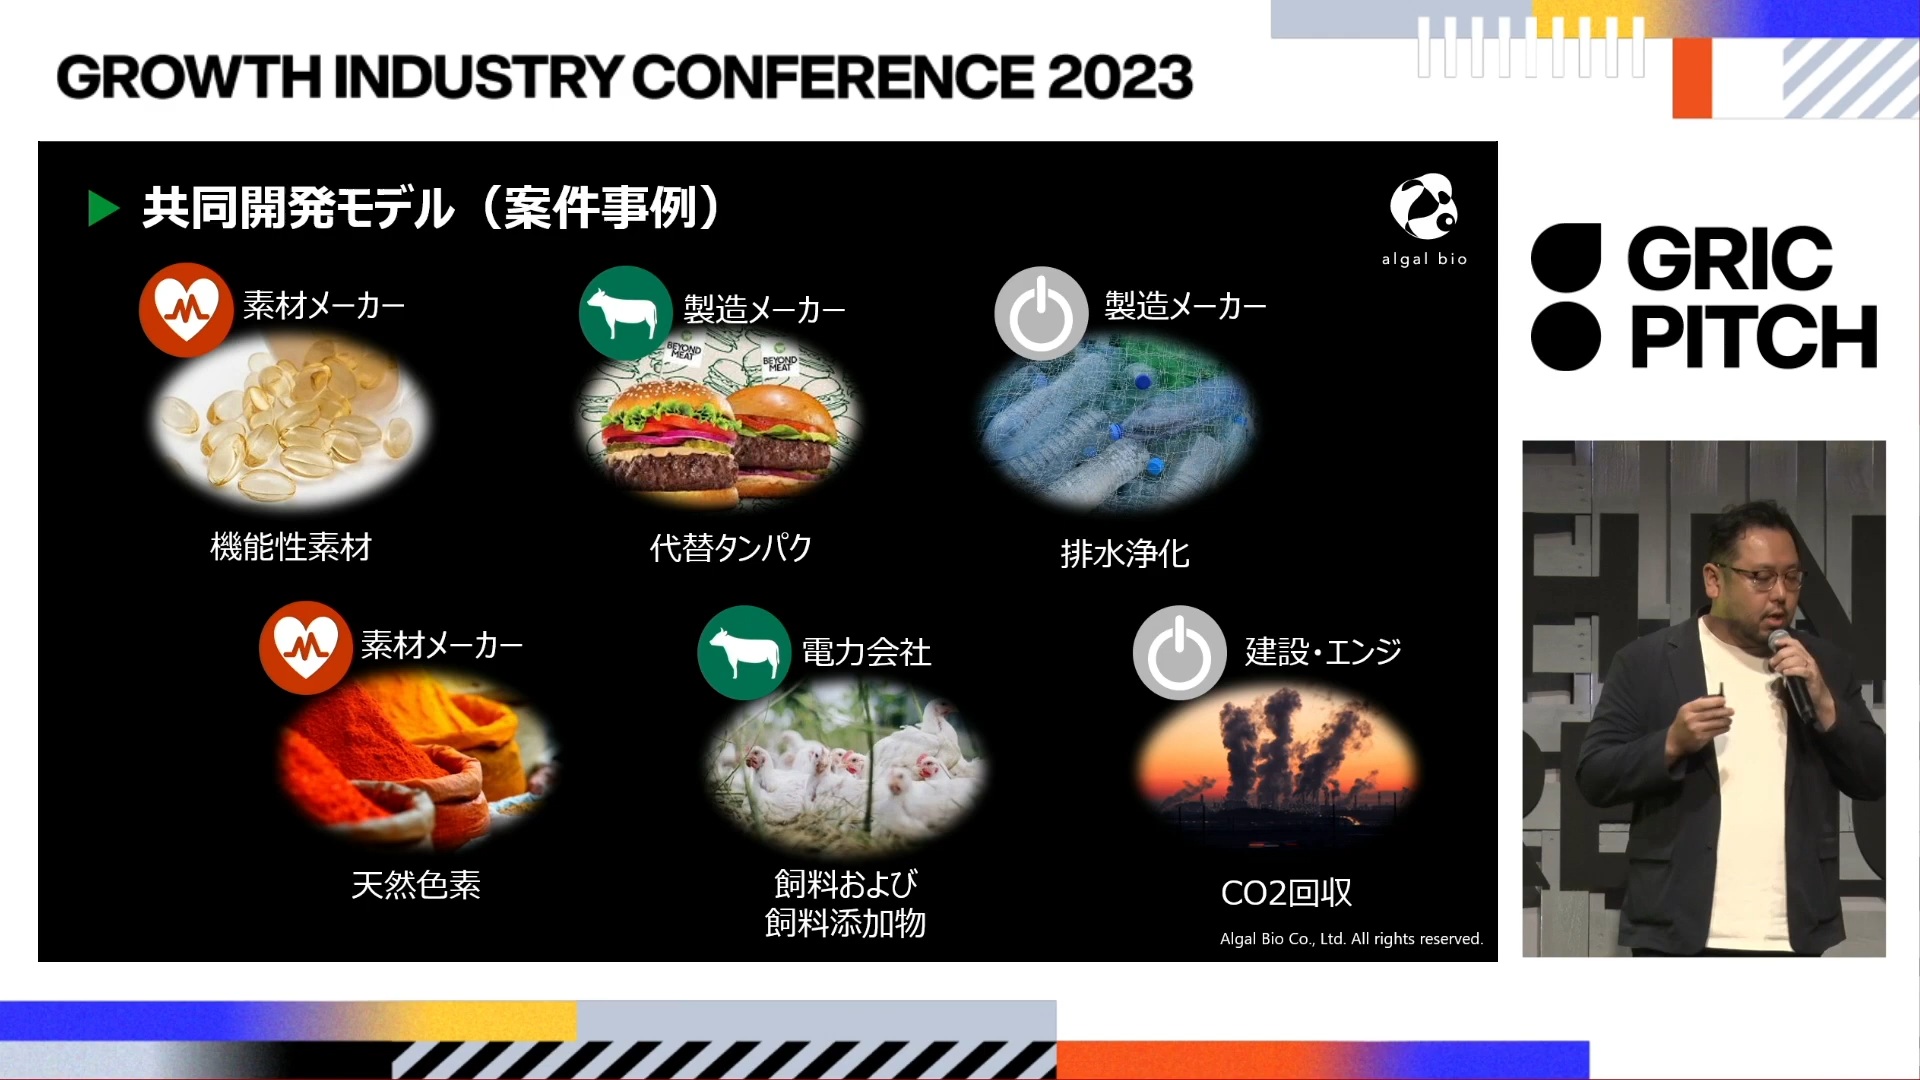 GROWTH INDUSTRY CONFERENCE 2023
共同開発モデル（案件事例）
algal bio
素材メーカー
製造メーカー
製造メーカー
BEYOND
MEAT
BEYOND
MEAT
機能性素材
代替タンパク
排水浄化
素材メーカー
電力会社
建設・エンジ
天然色素
飼料および
飼料添加物
CO2回収
Algal Bio Co., Ltd. All rights reserved.
GRIC
PITCH